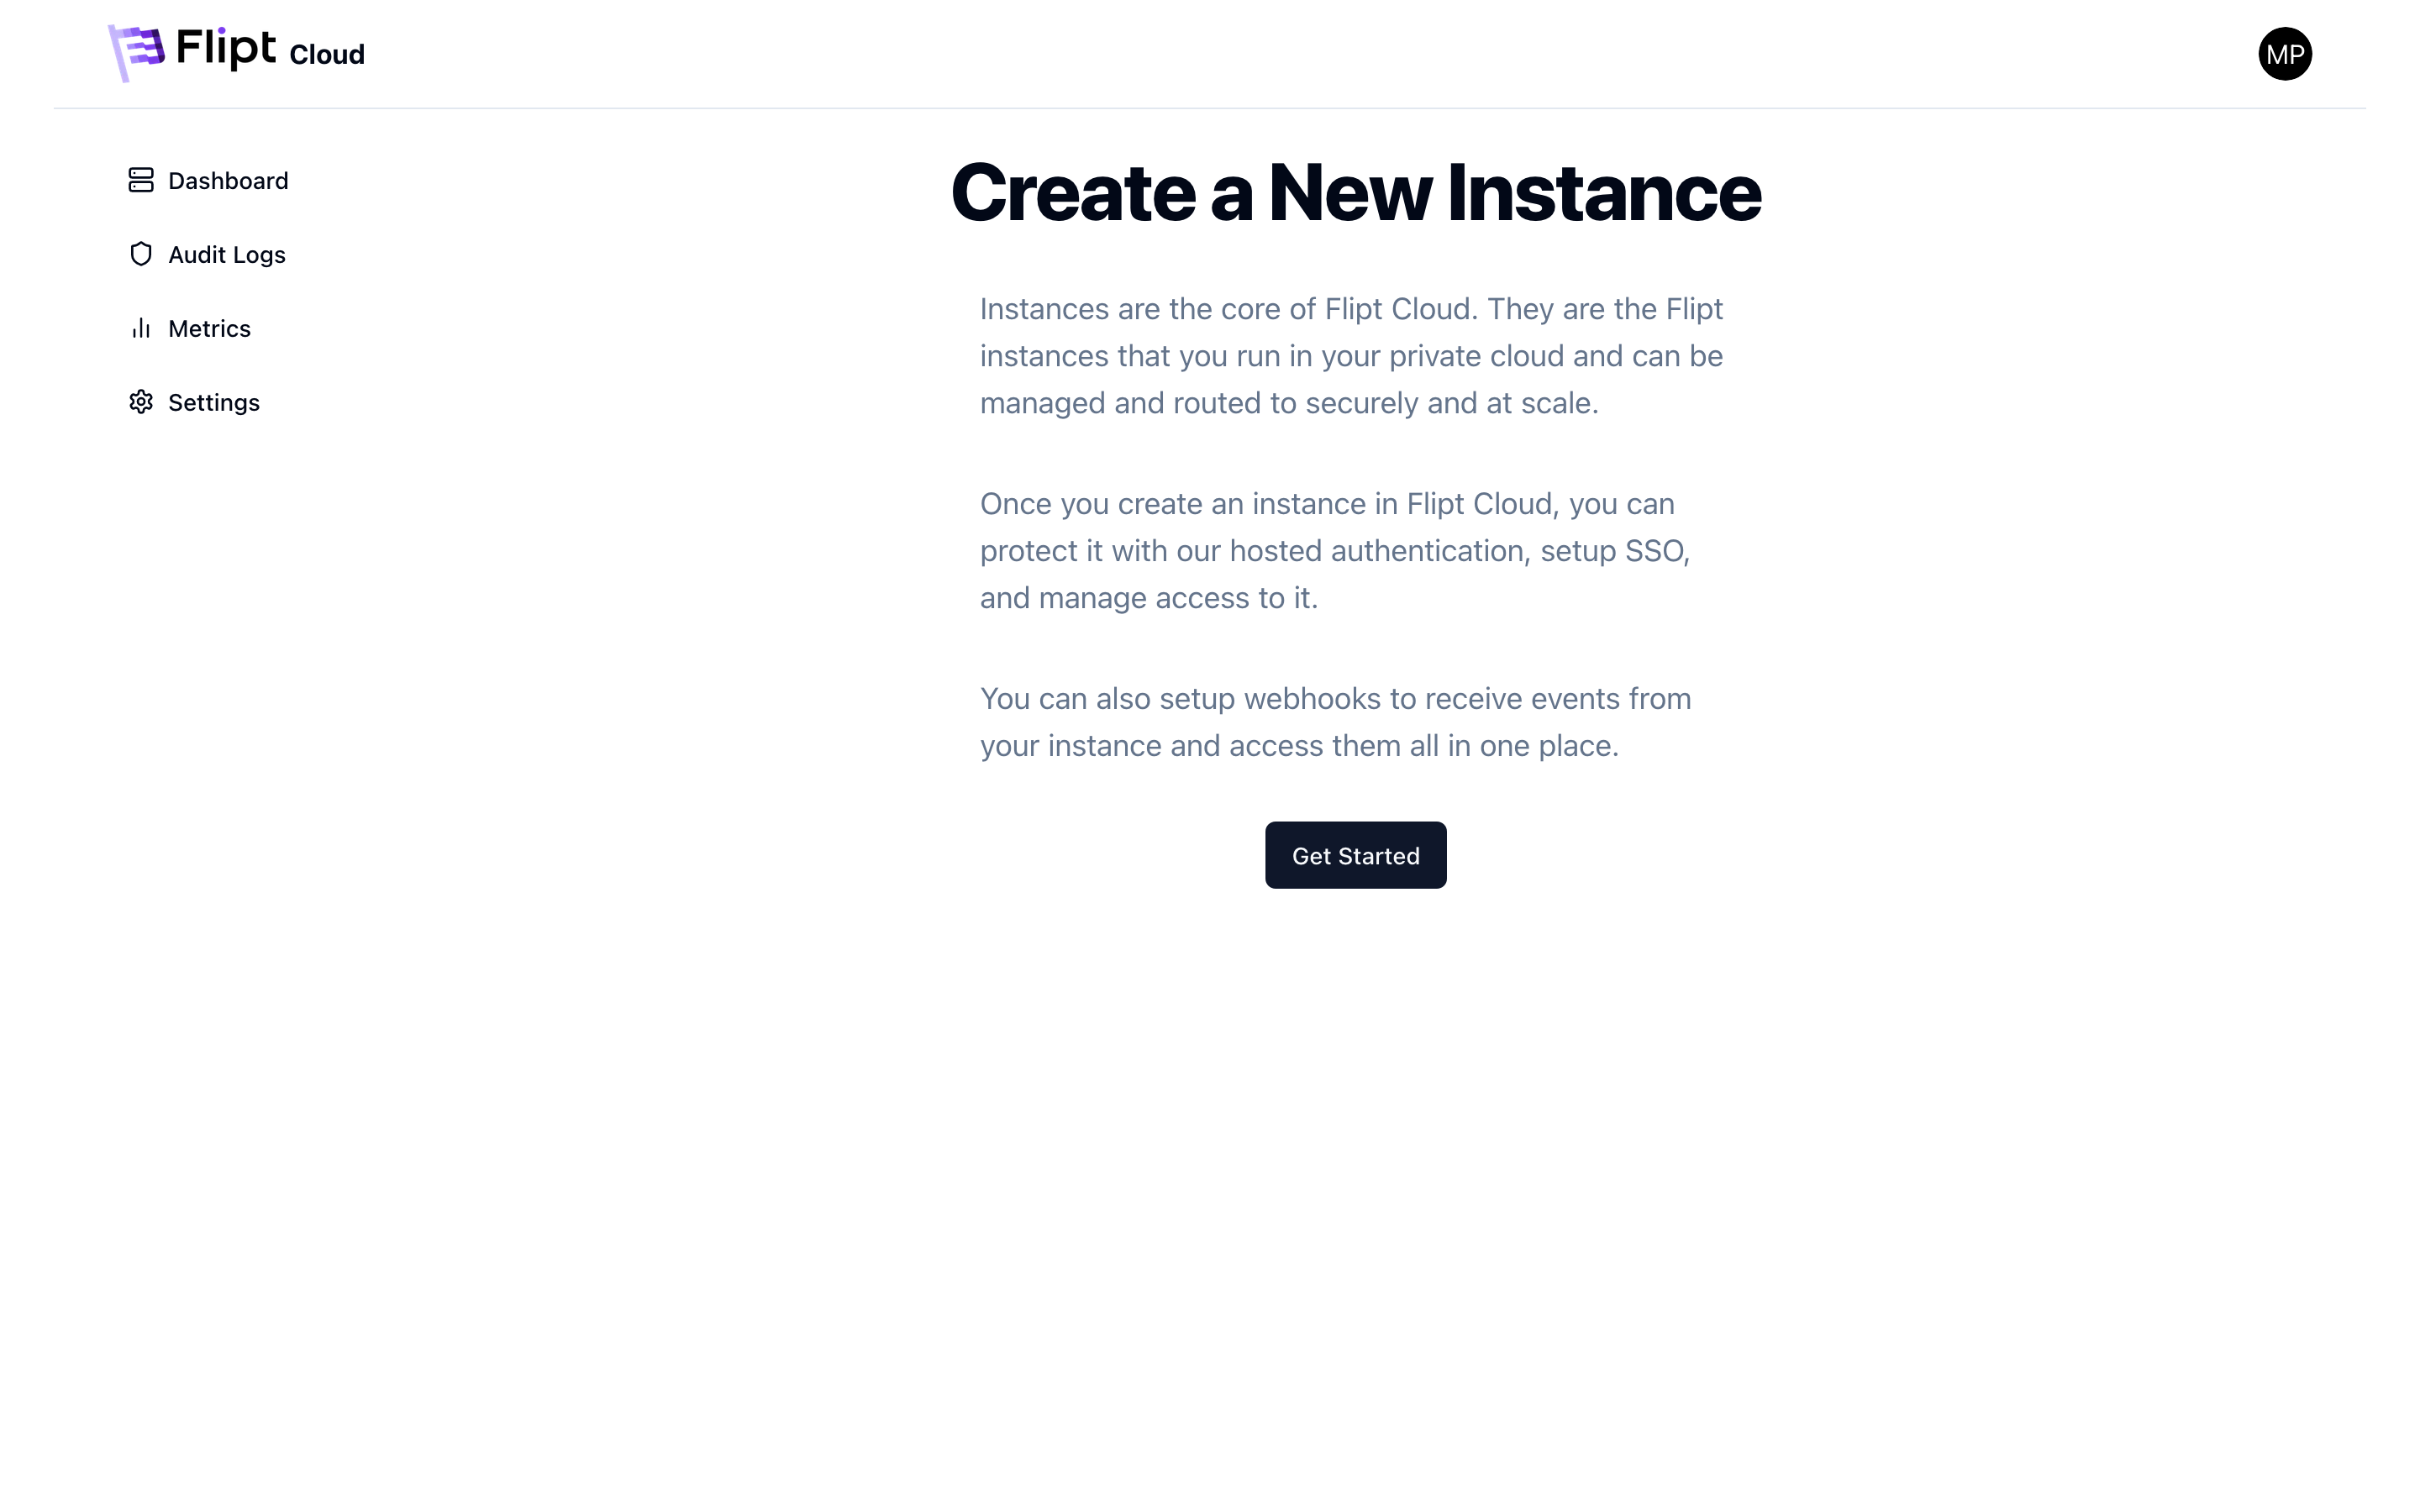 Flipt Cloud
MP
Dashboard
Audit Logs
Metrics
Settings
Create a New Instance
Instances are the core of Flipt Cloud. They are the Flipt
instances that you run in your private cloud and can be
managed and routed to securely and at scale.
Once you create an instance in Flipt Cloud, you can
protect it with our hosted authentication, setup SSO,
and manage access to it.
You can also setup webhooks to receive events from
your instance and access them all in one place.
Get Started